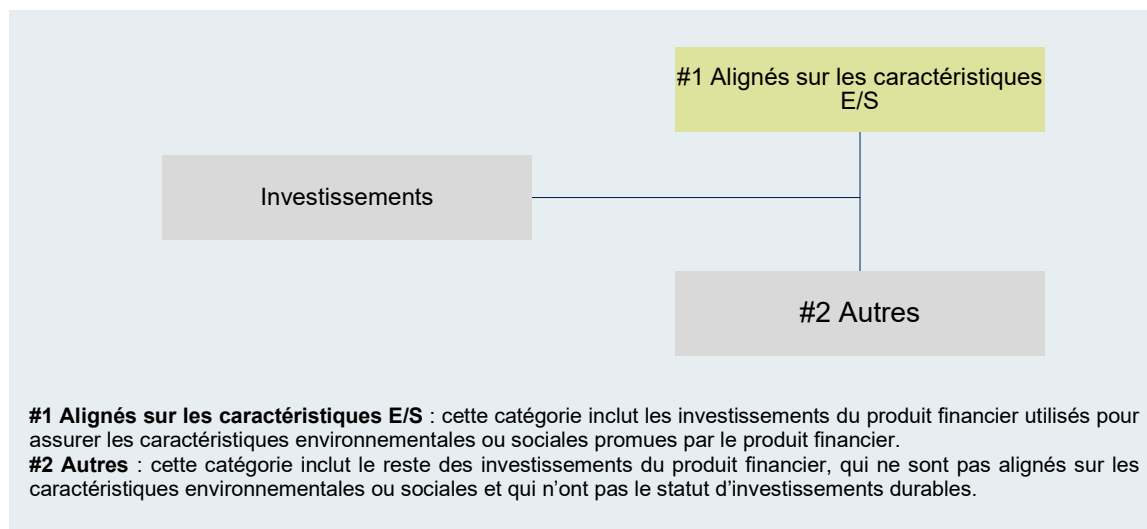 #1 Alignés sur les caractéristiques
E/S
Investissements
#2 Autres
#1 Alignés sur les caractéristiques E/S : cette catégorie inclut les investissements du produit financier utilisés pour
assurer les caractéristiques environnementales ou sociales promues par le produit financier.
#2 Autres : cette catégorie inclut le reste des investissements du produit financier, qui ne sont pas alignés sur les
caractéristiques environnementales ou sociales et qui n’ont pas le statut d’investissements durables.